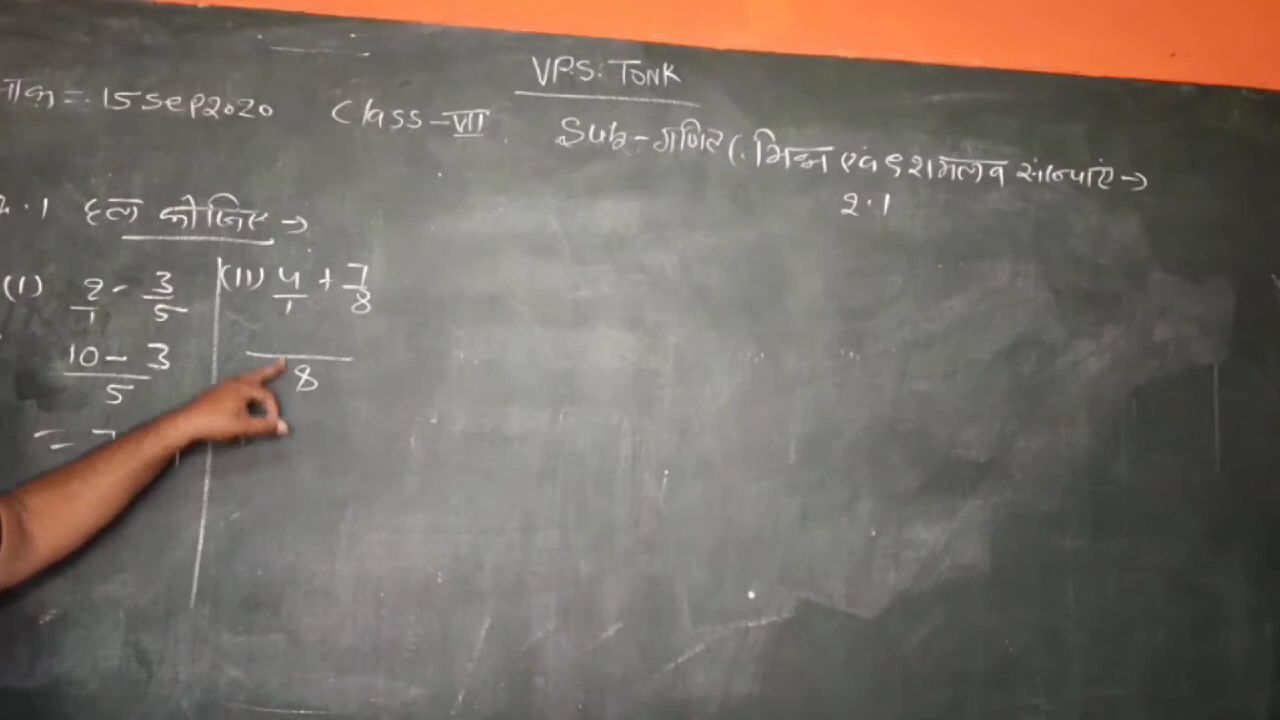 VPS: TONK
15 Sep 2020 Class - VII Sub - गणित (. भिन्न एवं दशमलव संख्याएं →
2.1
.1 हल कीजिए →
(I) 2/1 - 3/5 (II) 4/1 + 7/8
10 - 3 / 5
8
= 7